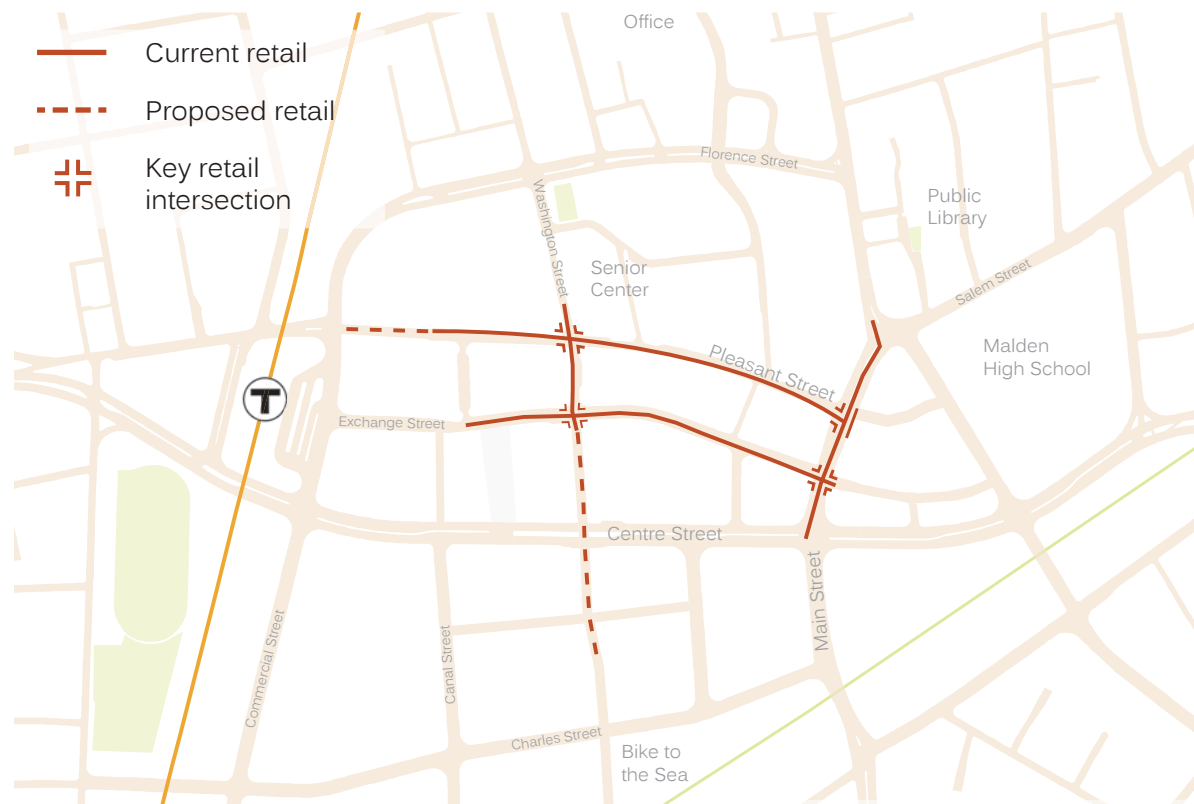 Office
Current retail
Proposed retail
Key retail
intersection
Florence Street
Washington Street
Public
Library
Senior
Center
Salem Street
Pleasant Street
Malden
High School
T
Exchange Street
Centre Street
Main Street
Commercial Street
Canal Street
Charles Street
Bike to
the Sea